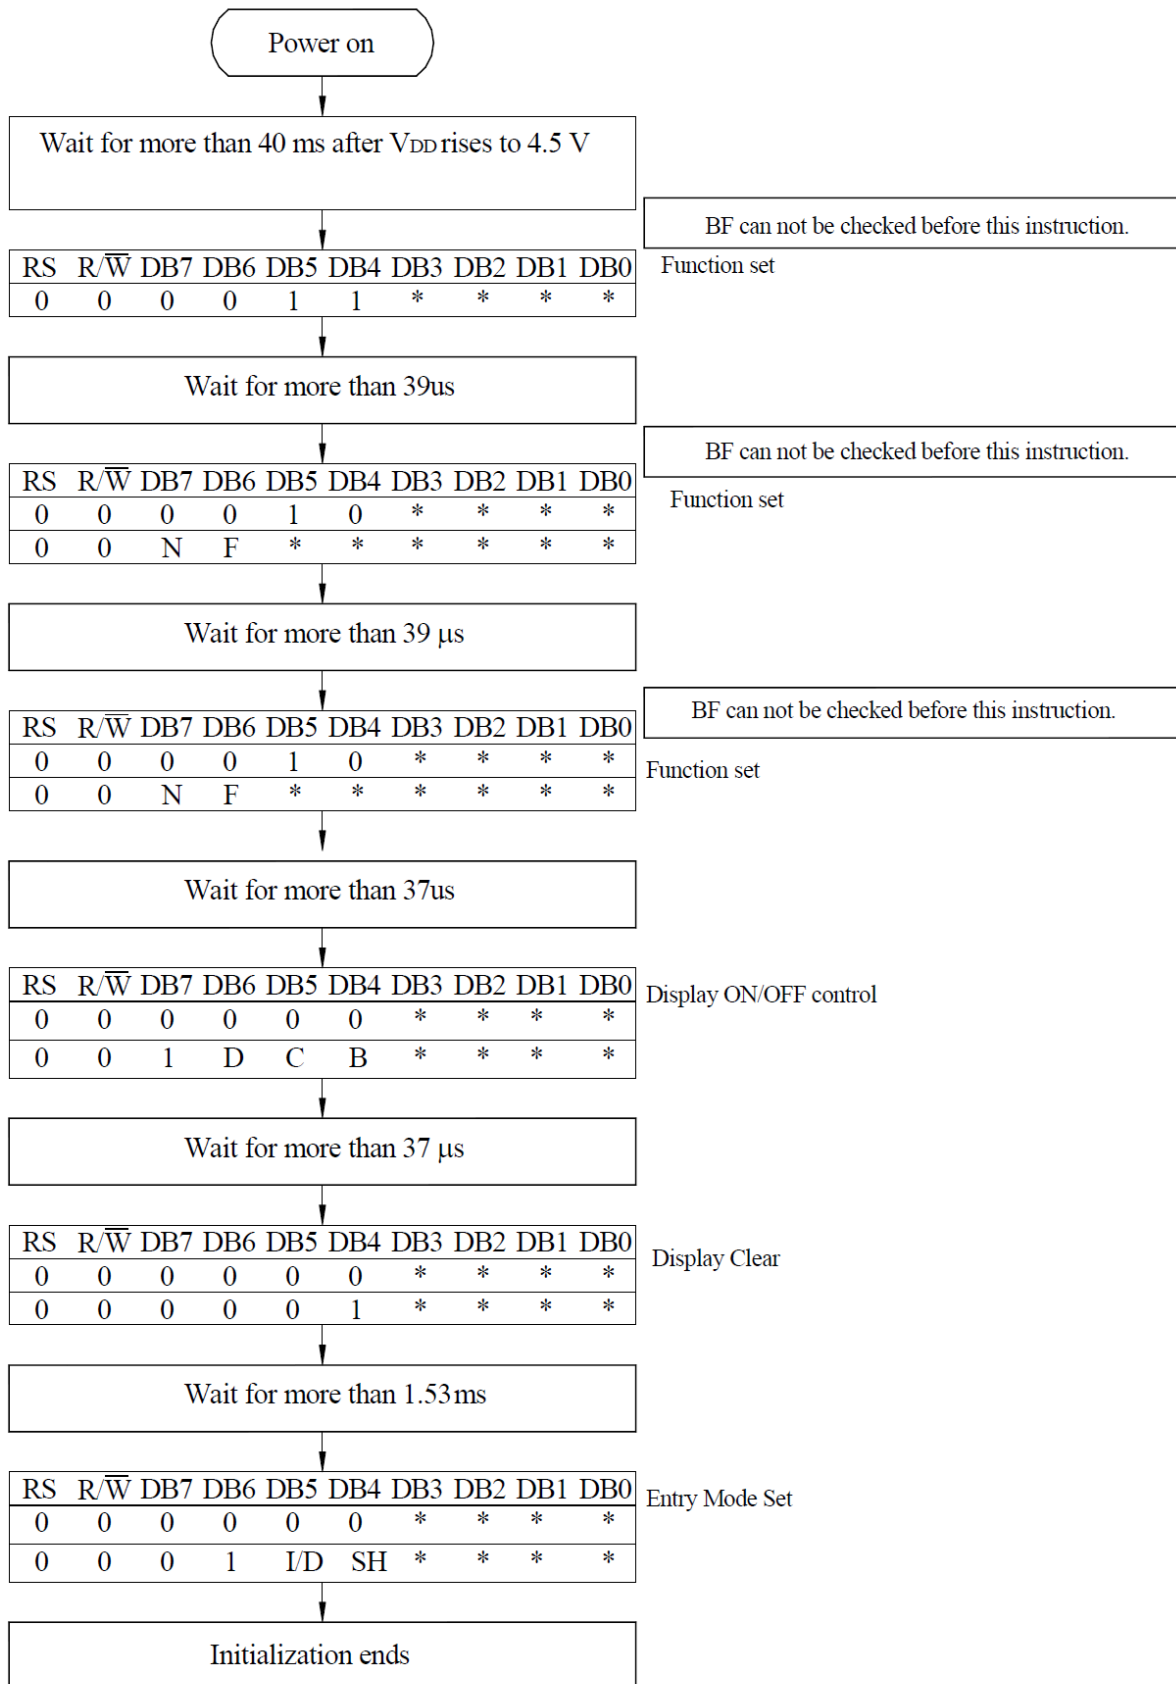 Power on
Wait for more than 40 ms after VDD rises to 4.5 V
BF can not be checked before this instruction.
RS R/W̅ DB7 DB6 DB5 DB4 DB3 DB2 DB1 DB0
Function set
0 0 0 0 1 1 * * * *
Wait for more than 39us
BF can not be checked before this instruction.
RS R/W̅ DB7 DB6 DB5 DB4 DB3 DB2 DB1 DB0
Function set
0 0 0 0 1 0 * * * *
0 0 N F * * * * * *
Wait for more than 39 µs
BF can not be checked before this instruction.
RS R/W̅ DB7 DB6 DB5 DB4 DB3 DB2 DB1 DB0
0 0 0 0 1 0 * * * *
Function set
0 0 N F * * * * * *
Wait for more than 37us
RS R/W̅ DB7 DB6 DB5 DB4 DB3 DB2 DB1 DB0
Display ON/OFF control
0 0 0 0 0 0 * * * *
0 0 1 D C B * * * *
Wait for more than 37 µs
RS R/W̅ DB7 DB6 DB5 DB4 DB3 DB2 DB1 DB0
Display Clear
0 0 0 0 0 0 * * * *
0 0 0 0 0 1 * * * *
Wait for more than 1.53ms
RS R/W̅ DB7 DB6 DB5 DB4 DB3 DB2 DB1 DB0
Entry Mode Set
0 0 0 0 0 0 * * * *
0 0 0 1 I/D SH * * * *
Initialization ends